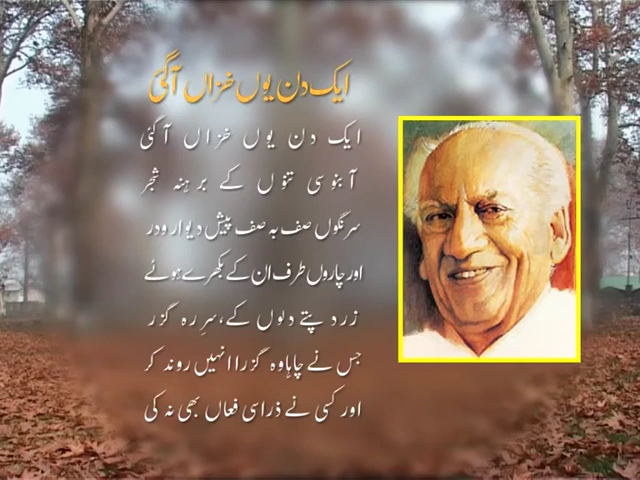 ایک دن یوں خزاں آگئی
ایک دن یوں خزاں آگئی
آبنوسی تنوں کے برہنہ شجر
سرنگوں صف بہ صف پیش دیوار و در
اور چاروں طرف ان کے بکھرے ہوئے
زرد پتے دلوں کے، سرِ رہ گزر
جس نے چاہا وہ گزرا انہیں روند کر
اور کسی نے ذرا سی فغاں بھی نہ کی